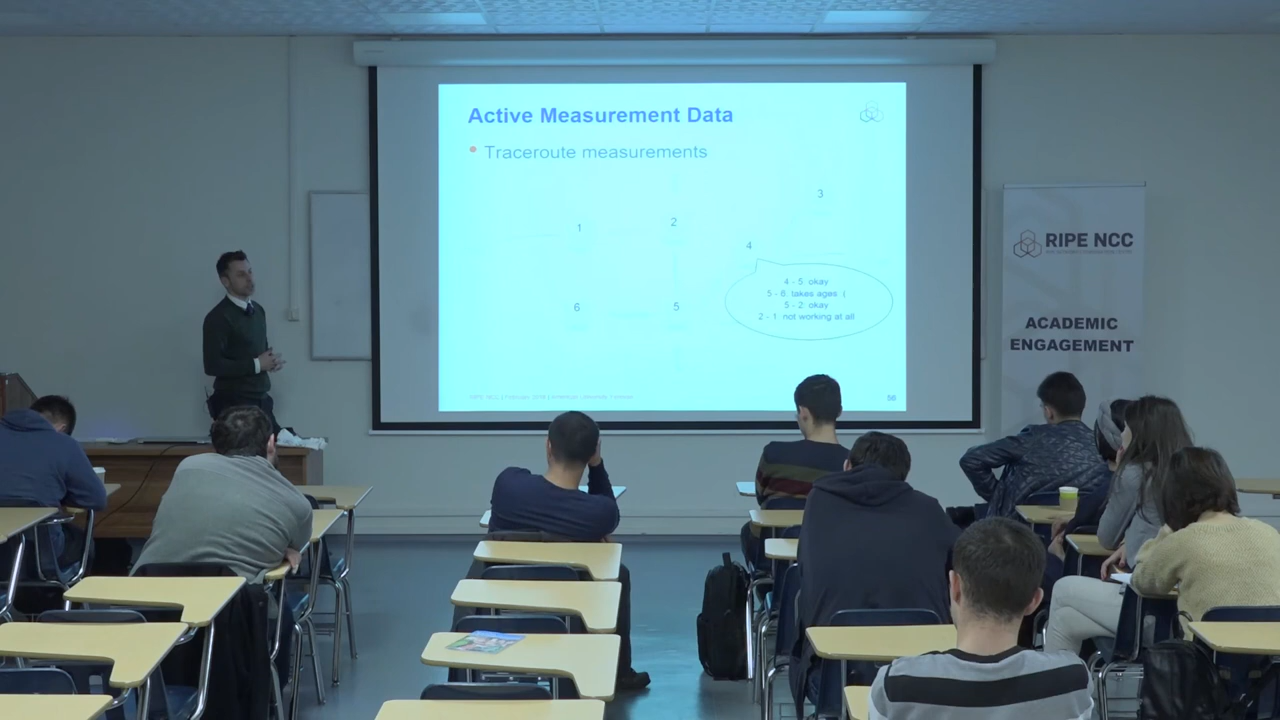 Active Measurement Data
• Traceroute measurements
3
2
1
4
4 - 5 okay
5 - 6 takes ages (
5 - 2 okay
2 - 1 not working at all
6
5
56
RIPE NCC
ACADEMIC
ENGAGEMENT